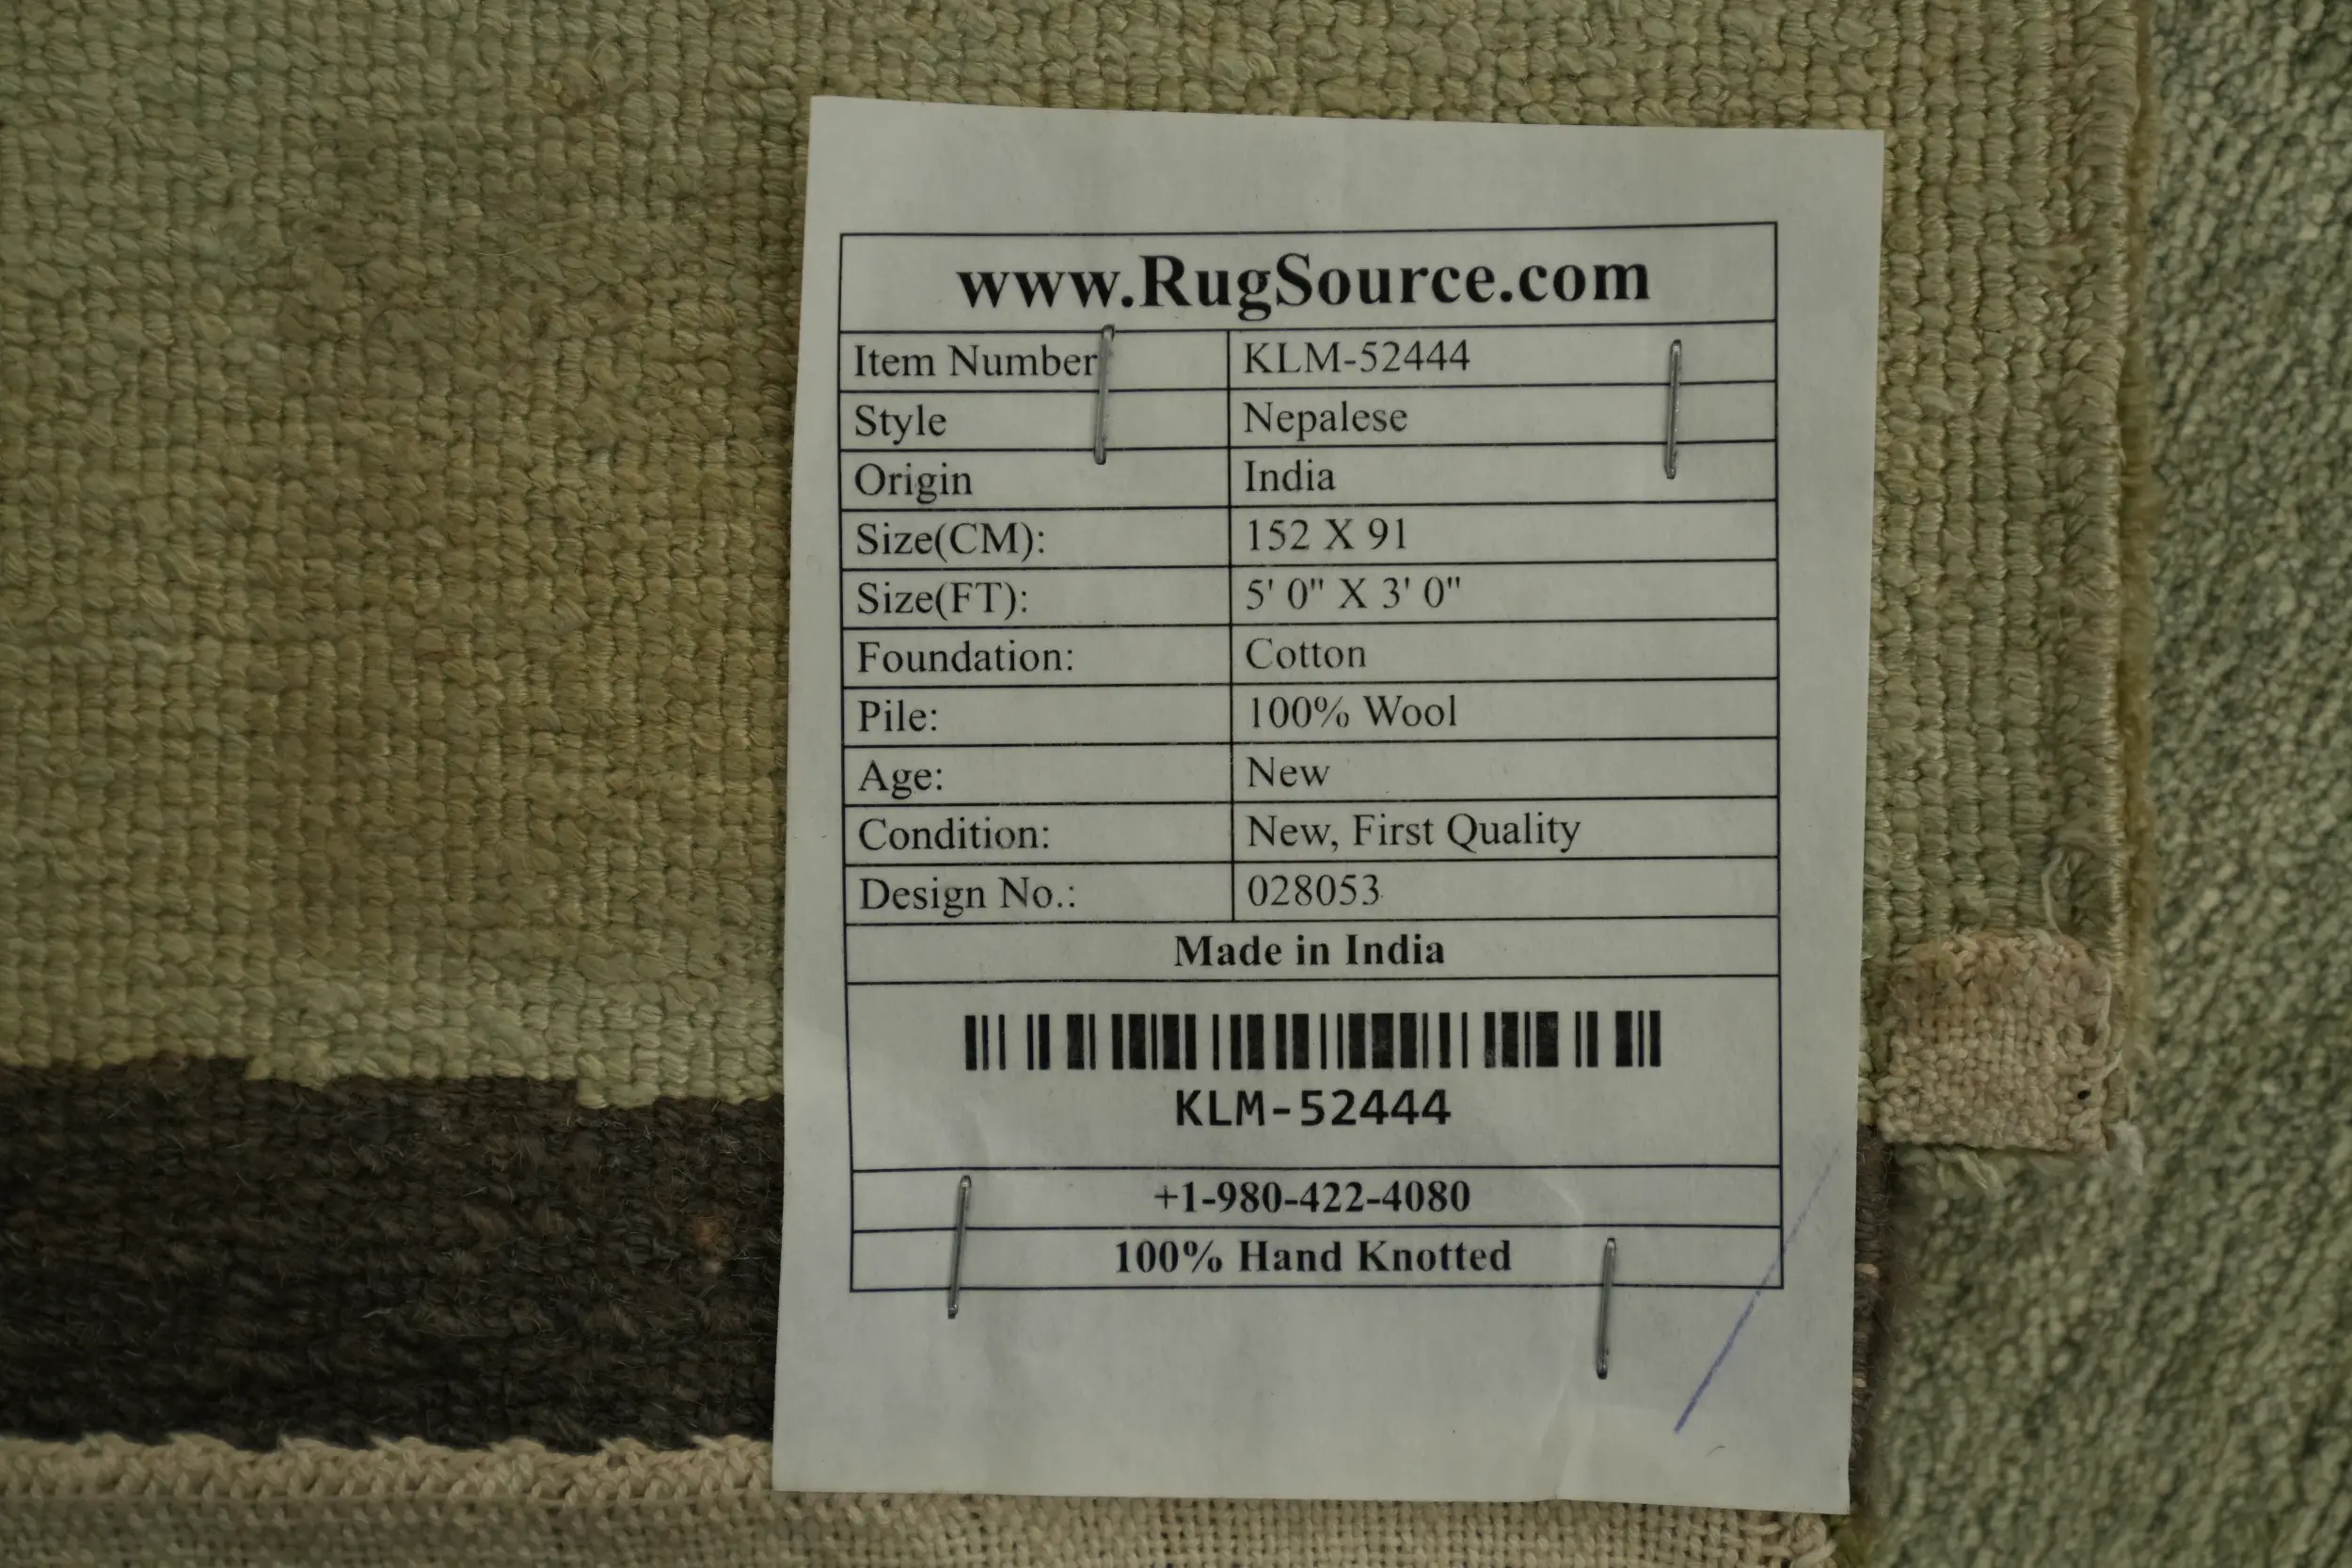 www.RugSource.com
Item Number KLM-52444
Style Nepalese
Origin India
Size(CM): 152 X 91
Size(FT): 5' 0" X 3' 0"
Foundation: Cotton
Pile: 100% Wool
Age: New
Condition: New, First Quality
Design No.: 028053
Made in India
KLM-52444
+1-980-422-4080
100% Hand Knotted